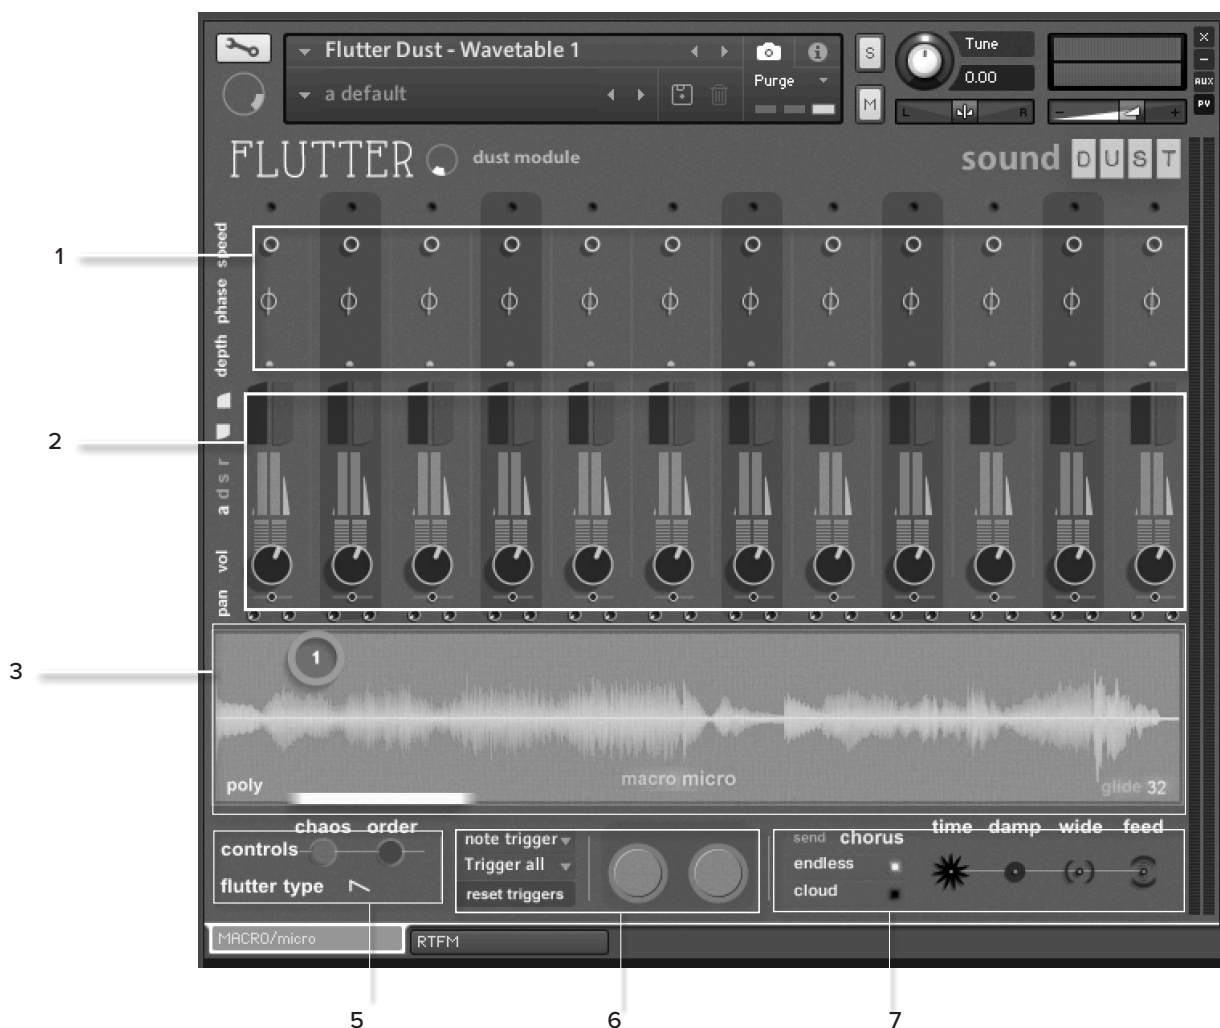 Flutter Dust - Wavetable 1
a default
Purge
S
M
Tune
0.00
L R
- +
X
-
AUX
PV
FLUTTER dust module
sound DUST
speed
phase
depth
a d s r
vol
pan
1
2
3
1
poly
macro micro
glide 32
chaos order
controls
flutter type
note trigger
Trigger all
reset triggers
send chorus
endless
cloud
time damp wide feed
MACRO/micro
RTFM
5
6
7